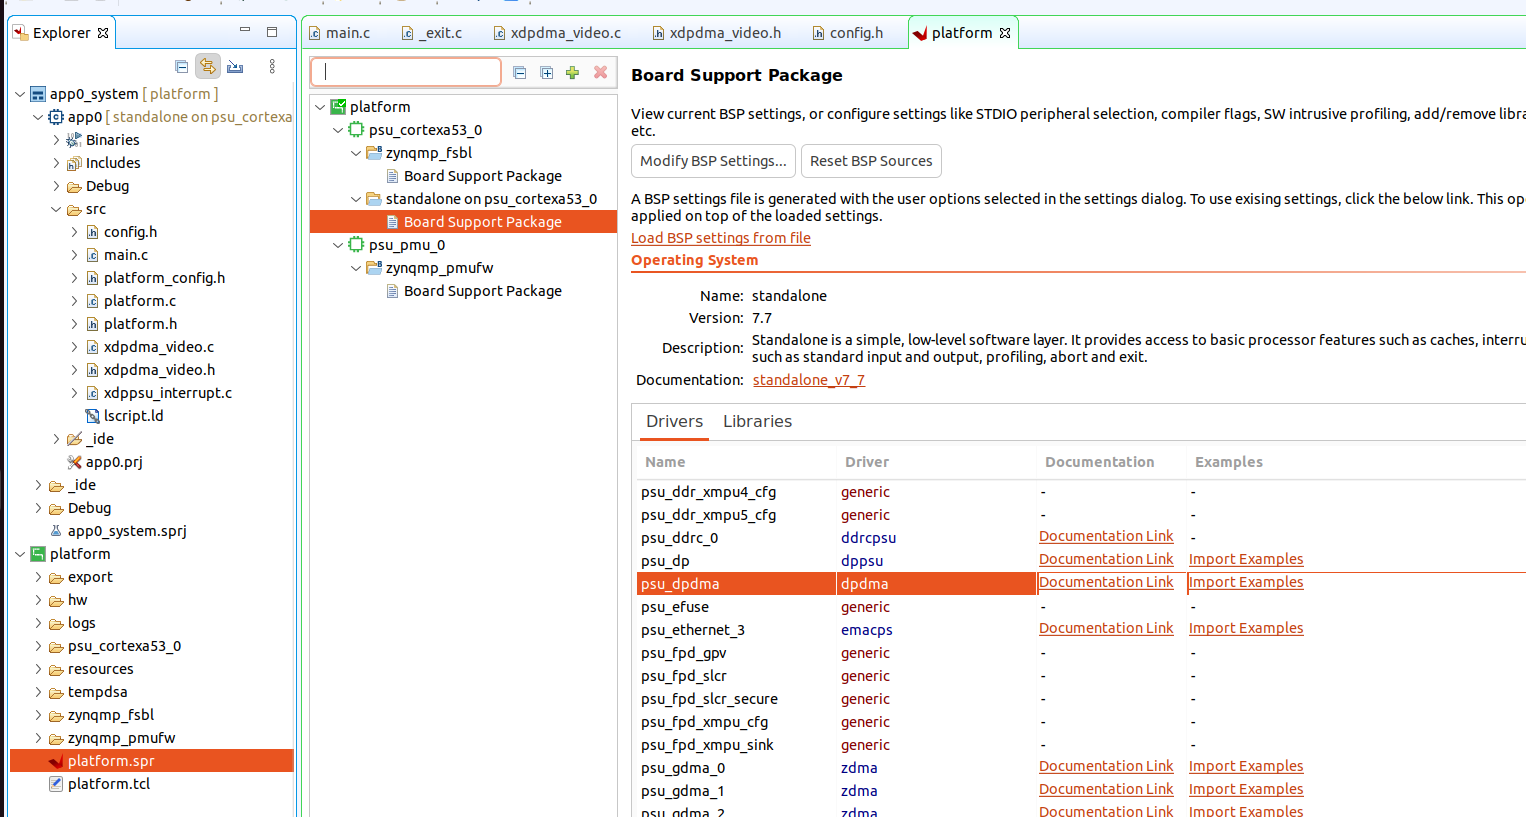 Explorer
app0_system [ platform ]
app0 [ standalone on psu_cortexa
Binaries
Includes
Debug
src
config.h
main.c
platform_config.h
platform.c
platform.h
xdpdma_video.c
xdpdma_video.h
xdppsu_interrupt.c
lscript.ld
_ide
app0.prj
_ide
Debug
app0_system.sprj
platform
export
hw
logs
psu_cortexa53_0
resources
tempdsa
zynqmp_fsbl
zynqmp_pmufw
platform.spr
platform.tcl
main.c
_exit.c
xdpdma_video.c
xdpdma_video.h
config.h
platform
platform
psu_cortexa53_0
zynqmp_fsbl
Board Support Package
standalone on psu_cortexa53_0
Board Support Package
psu_pmu_0
zynqmp_pmufw
Board Support Package
Board Support Package
View current BSP settings, or configure settings like STDIO peripheral selection, compiler flags, SW intrusive profiling, add/remove libra
etc.
Modify BSP Settings... Reset BSP Sources
A BSP settings file is generated with the user options selected in the settings dialog. To use exising settings, click the below link. This op
applied on top of the loaded settings.
Load BSP settings from file
Operating System
Name: standalone
Version: 7.7
Description: Standalone is a simple, low-level software layer. It provides access to basic processor features such as caches, interru
such as standard input and output, profiling, abort and exit.
Documentation: standalone_v7_7
Drivers Libraries
Name Driver Documentation Examples
psu_ddr_xmpu4_cfg generic - -
psu_ddr_xmpu5_cfg generic - -
psu_ddrc_0 ddrcpsu Documentation Link -
psu_dp dppsu Documentation Link Import Examples
psu_dpdma dpdma Documentation Link Import Examples
psu_efuse generic - -
psu_ethernet_3 emacps Documentation Link Import Examples
psu_fpd_gpv generic - -
psu_fpd_slcr generic - -
psu_fpd_slcr_secure generic - -
psu_fpd_xmpu_cfg generic - -
psu_fpd_xmpu_sink generic - -
psu_gdma_0 zdma Documentation Link Import Examples
psu_gdma_1 zdma Documentation Link Import Examples
psu_gdma_2 zdma Documentation Link Import Examples